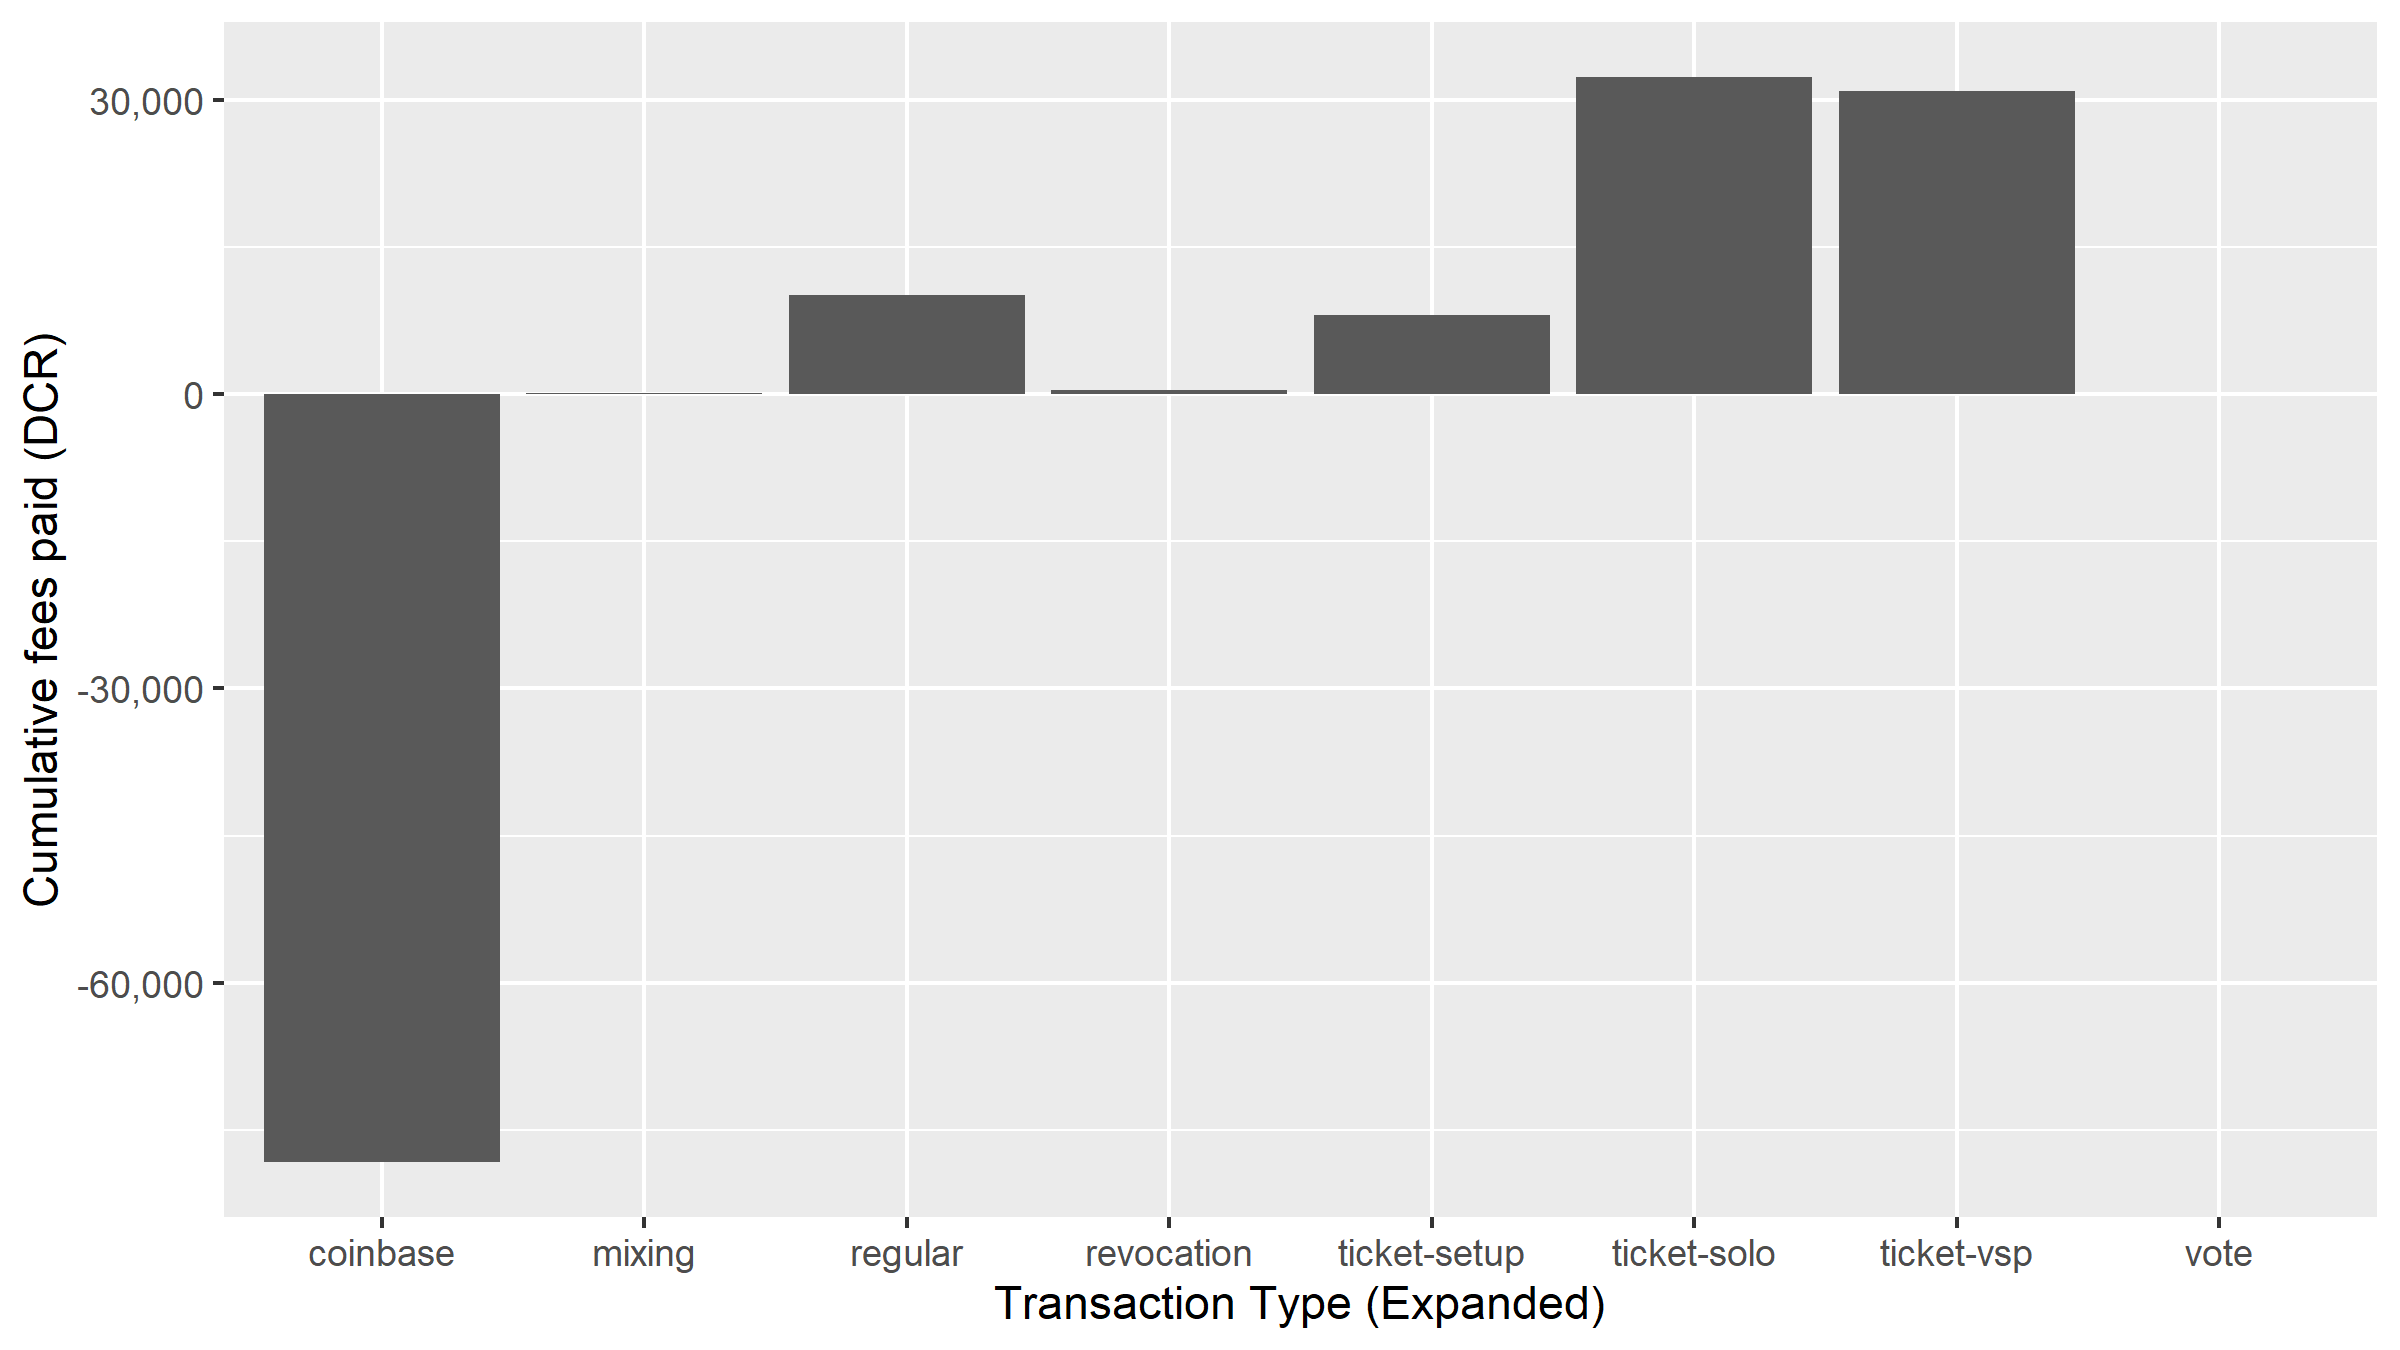 Cumulative fees paid (DCR)
30,000
0
-30,000
-60,000
coinbase mixing regular revocation ticket-setup ticket-solo ticket-vsp vote
Transaction Type (Expanded)